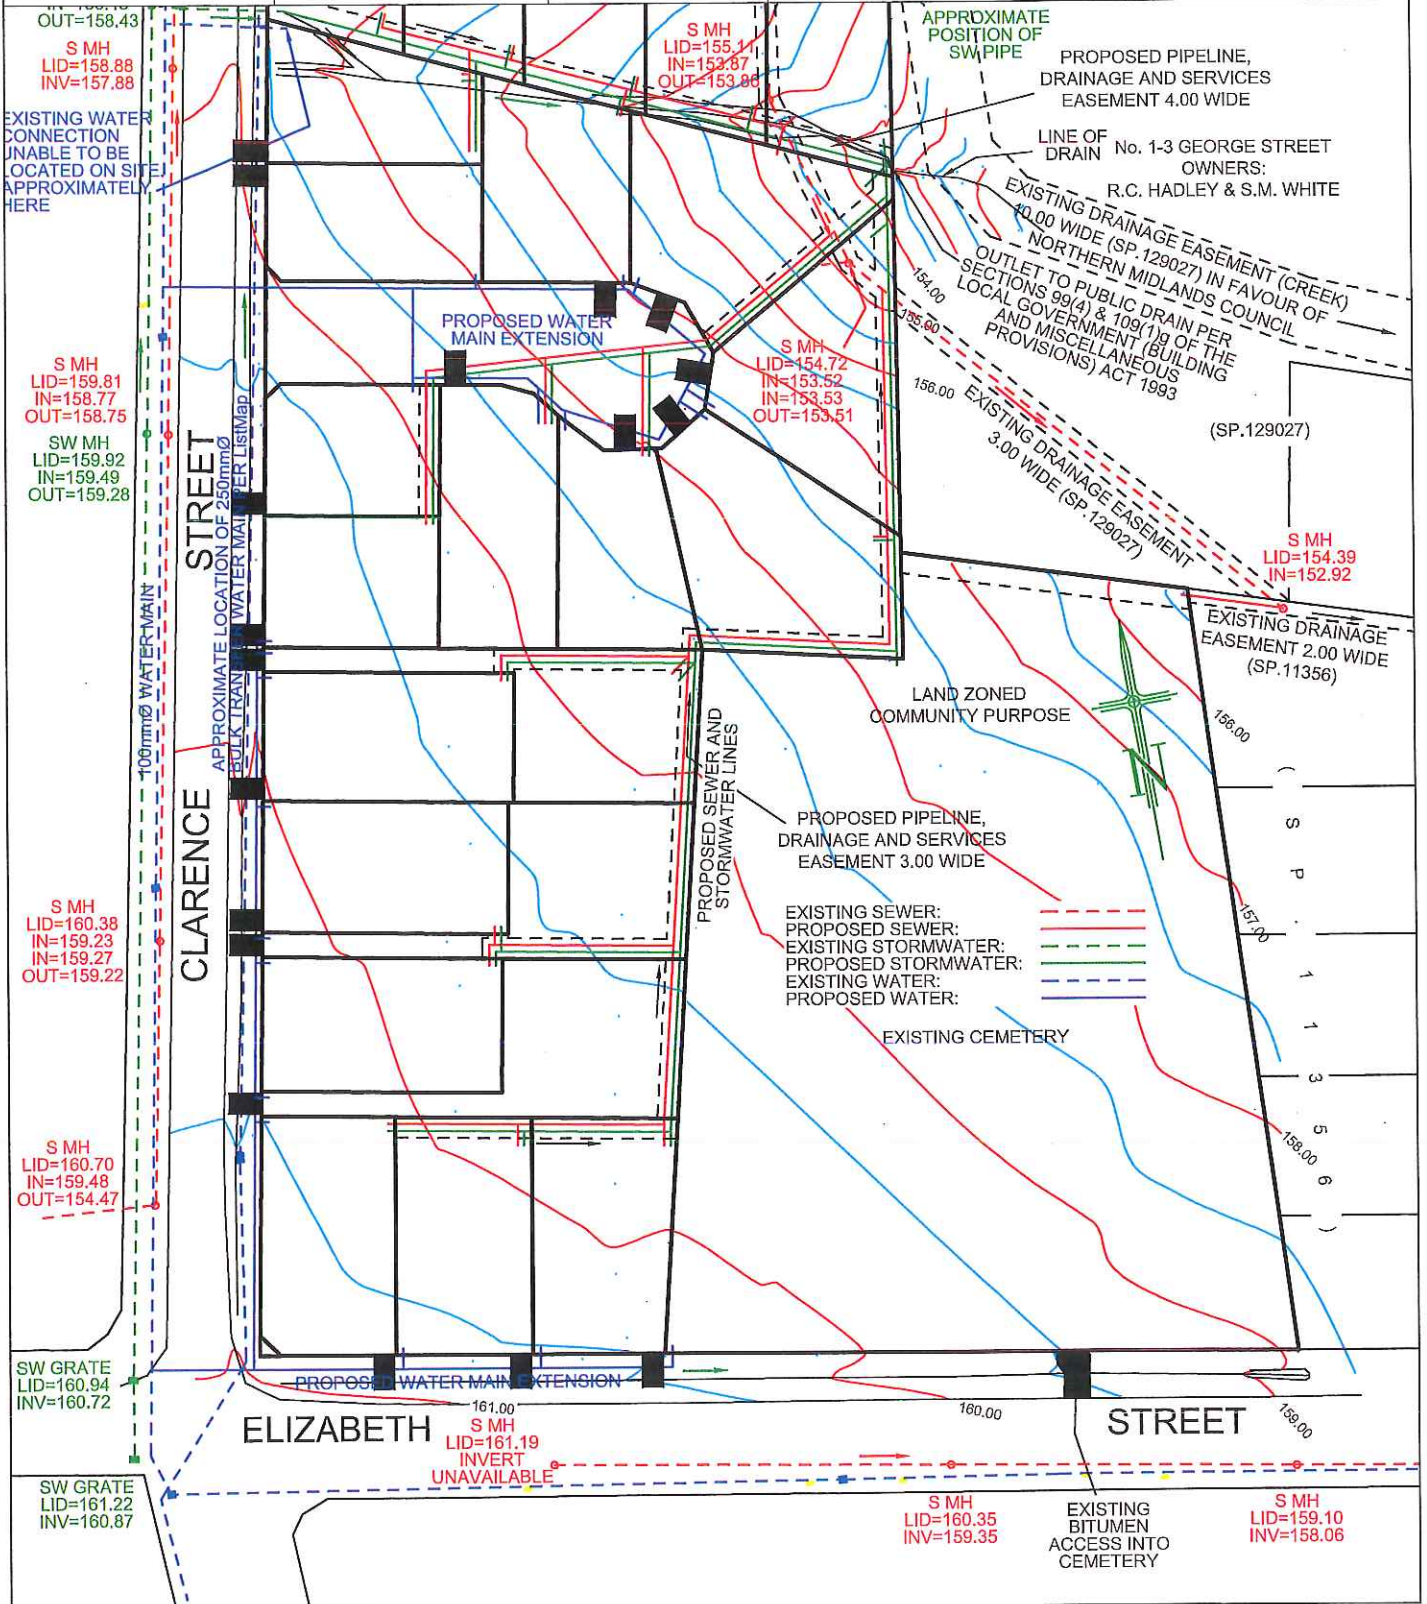 OUT=158.43
S MH
LID=158.88
INV=157.88
EXISTING WATER
CONNECTION
UNABLE TO BE
LOCATED ON SITE
APPROXIMATELY
HERE
S MH
LID=155.11
IN=153.87
OUT=153.86
APPROXIMATE
POSITION OF
SW PIPE
PROPOSED PIPELINE,
DRAINAGE AND SERVICES
EASEMENT 4.00 WIDE
LINE OF
DRAIN
No. 1-3 GEORGE STREET
OWNERS:
R.C. HADLEY & S.M. WHITE
EXISTING DRAINAGE EASEMENT (CREEK)
10.00 WIDE (SP.129027) IN FAVOUR OF
NORTHERN MIDLANDS COUNCIL
OUTLET TO PUBLIC DRAIN PER
SECTIONS 99(4) & 109(1)g OF THE
LOCAL GOVERNMENT (BUILDING
AND MISCELLANEOUS
PROVISIONS) ACT 1993
154.00
155.00
156.00
EXISTING DRAINAGE EASEMENT
3.00 WIDE (SP.129027)
(SP.129027)
PROPOSED WATER
MAIN EXTENSION
S MH
LID=154.72
IN=153.52
IN=153.53
OUT=153.51
S MH
LID=159.81
IN=158.77
OUT=158.75
SW MH
LID=159.92
IN=159.49
OUT=159.28
STREET
APPROXIMATE LOCATION OF 250mmØ
BULK TRANSFER WATER MAIN PER ListMap
100mmØ WATER MAIN
S MH
LID=154.39
IN=152.92
EXISTING DRAINAGE
EASEMENT 2.00 WIDE
(SP.11356)
LAND ZONED
COMMUNITY PURPOSE
156.00
PROPOSED SEWER AND
STORMWATER LINES
PROPOSED PIPELINE,
DRAINAGE AND SERVICES
EASEMENT 3.00 WIDE
CLARENCE
S MH
LID=160.38
IN=159.23
IN=159.27
OUT=159.22
EXISTING SEWER:
PROPOSED SEWER:
EXISTING STORMWATER:
PROPOSED STORMWATER:
EXISTING WATER:
PROPOSED WATER:
157.00
(SP.11356)
EXISTING CEMETERY
158.00
S MH
LID=160.70
IN=159.48
OUT=154.47
SW GRATE
LID=160.94
INV=160.72
PROPOSED WATER MAIN EXTENSION
161.00
160.00
159.00
ELIZABETH STREET
S MH
LID=161.19
INVERT
UNAVAILABLE
SW GRATE
LID=161.22
INV=160.87
S MH
LID=160.35
INV=159.35
EXISTING
BITUMEN
ACCESS INTO
CEMETERY
S MH
LID=159.10
INV=158.06